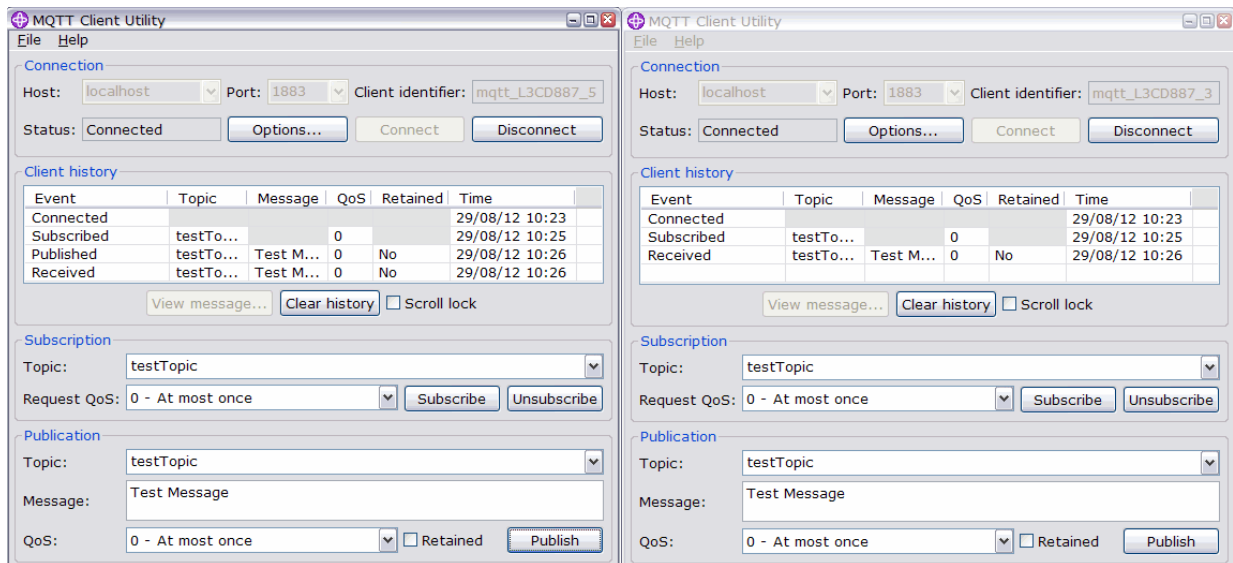 MQTT Client Utility
File Help
Connection
Host: localhost Port: 1883 Client identifier: mqtt_L3CD887_5
Status: Connected Options... Connect Disconnect
Client history
Event Topic Message QoS Retained Time
Connected 29/08/12 10:23
Subscribed testTo... 0 29/08/12 10:25
Published testTo... Test M... 0 No 29/08/12 10:26
Received testTo... Test M... 0 No 29/08/12 10:26
View message... Clear history Scroll lock
Subscription
Topic: testTopic
Request QoS: 0 - At most once Subscribe Unsubscribe
Publication
Topic: testTopic
Message: Test Message
QoS: 0 - At most once Retained Publish
MQTT Client Utility
File Help
Connection
Host: localhost Port: 1883 Client identifier: mqtt_L3CD887_3
Status: Connected Options... Connect Disconnect
Client history
Event Topic Message QoS Retained Time
Connected 29/08/12 10:23
Subscribed testTo... 0 29/08/12 10:25
Received testTo... Test M... 0 No 29/08/12 10:26
View message... Clear history Scroll lock
Subscription
Topic: testTopic
Request QoS: 0 - At most once Subscribe Unsubscribe
Publication
Topic: testTopic
Message: Test Message
QoS: 0 - At most once Retained Publish